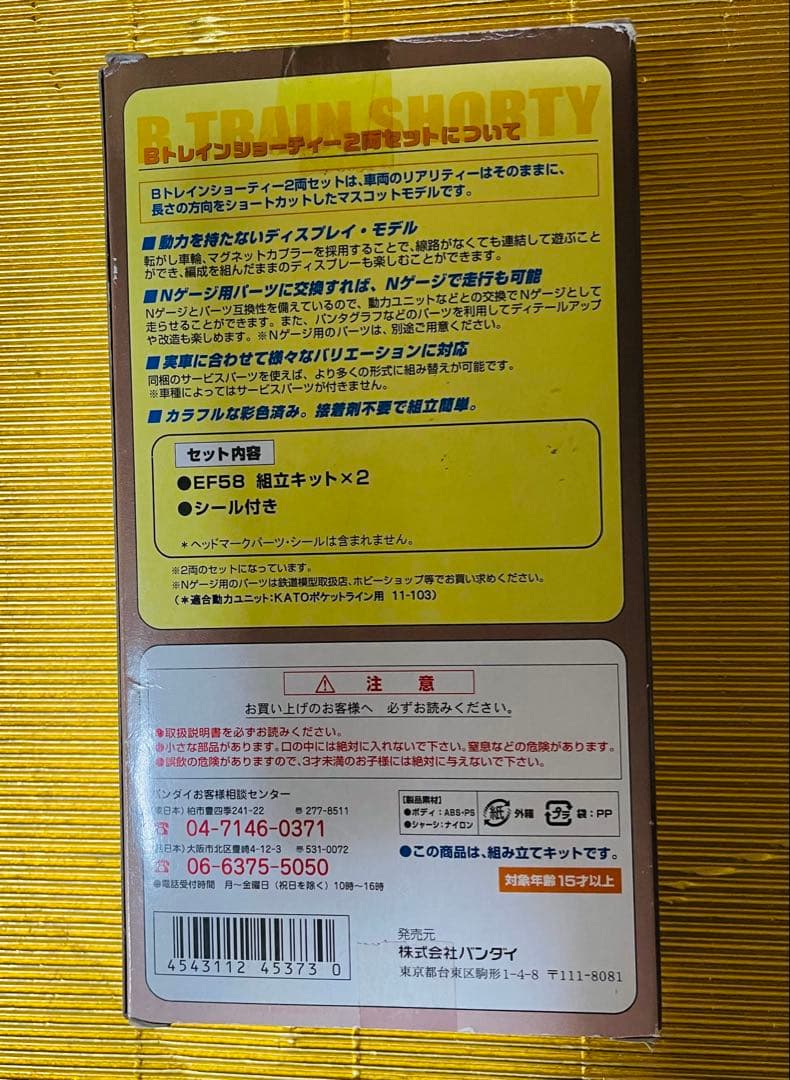 B TRAIN SHORTY
Bトレインショーティー2両セットについて
Bトレインショーティー2両セットは、車両のリアリティーはそのままに、
長さの方向をショートカットしたマスコットモデルです。
■動力を持たないディスプレイ・モデル
転がし車輪、マグネットカプラーを採用することで、線路がなくても連結して遊ぶこと
ができ、編成を組んだままのディスプレーも楽しむことができます。
■Nゲージ用パーツに交換すれば、Nゲージで走行も可能
Nゲージとパーツ互換性を備えているので、動力ユニットなどとの交換でNゲージとして
走らせることができます。また、パンタグラフなどのパーツを利用してディテールアップ
や改造も楽しめます。※Nゲージ用のパーツは、別途ご用意ください。
■実車に合わせて様々なバリエーションに対応
同梱のサービスパーツを使えば、より多くの形式に組み替えが可能です。
※車種によってはサービスパーツが付きません。
■カラフルな彩色済み。接着剤不要で組立簡単。
セット内容
●EF58 組立キット×2
●シール付き
＊ヘッドマークパーツ・シールは含まれません。
※2両のセットになっています。
※Nゲージ用のパーツは鉄道模型取扱店、ホビーショップ等でお買い求めください。
(＊適合動力ユニット:KATOポケットライン用 11-103)
⚠ 注 意
お買い上げのお客様へ 必ずお読みください。
●取扱説明書を必ずお読みください。
●小さな部品があります。口の中には絶対に入れないで下さい。窒息などの危険があります。
●誤飲の危険がありますので、3才未満のお子様には絶対に与えないで下さい。
バンダイお客様相談センター
(東日本) 柏市豊四季241-22 〒277-8511
☎ 04-7146-0371
(西日本) 大阪市北区豊崎4-12-3 〒531-0072
☎ 06-6375-5050
●電話受付時間 月〜金曜日(祝日を除く)10時〜16時
【製品素材】
●ボディ:ABS・PS
●シャーシ:ナイロン
紙 外箱
プラ 袋:PP
●この商品は、組み立てキットです。
対象年齢15才以上
4543112 45373 0
発売元
株式会社バンダイ
東京都台東区駒形1-4-8 〒111-8081